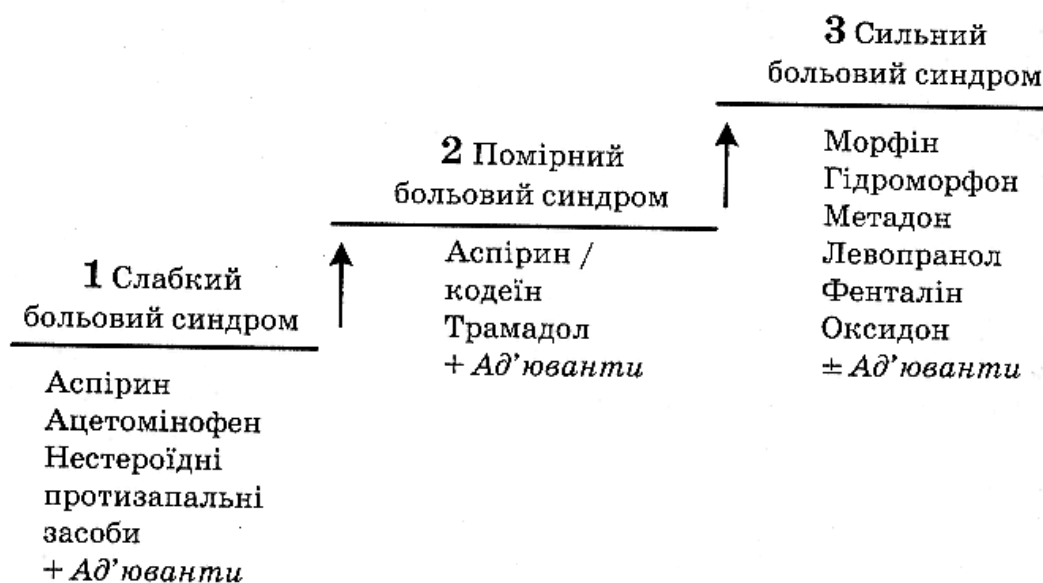 1 Слабкий
больовий синдром
Аспірин
Ацетомінофен
Нестероїдні
протизапальні
засоби
+ Ад’юванти
2 Помірний
больовий синдром
Аспірин /
кодеїн
Трамадол
+ Ад’юванти
3 Сильний
больовий синдром
Морфін
Гідроморфон
Метадон
Левопранол
Фенталін
Оксидон
± Ад’юванти